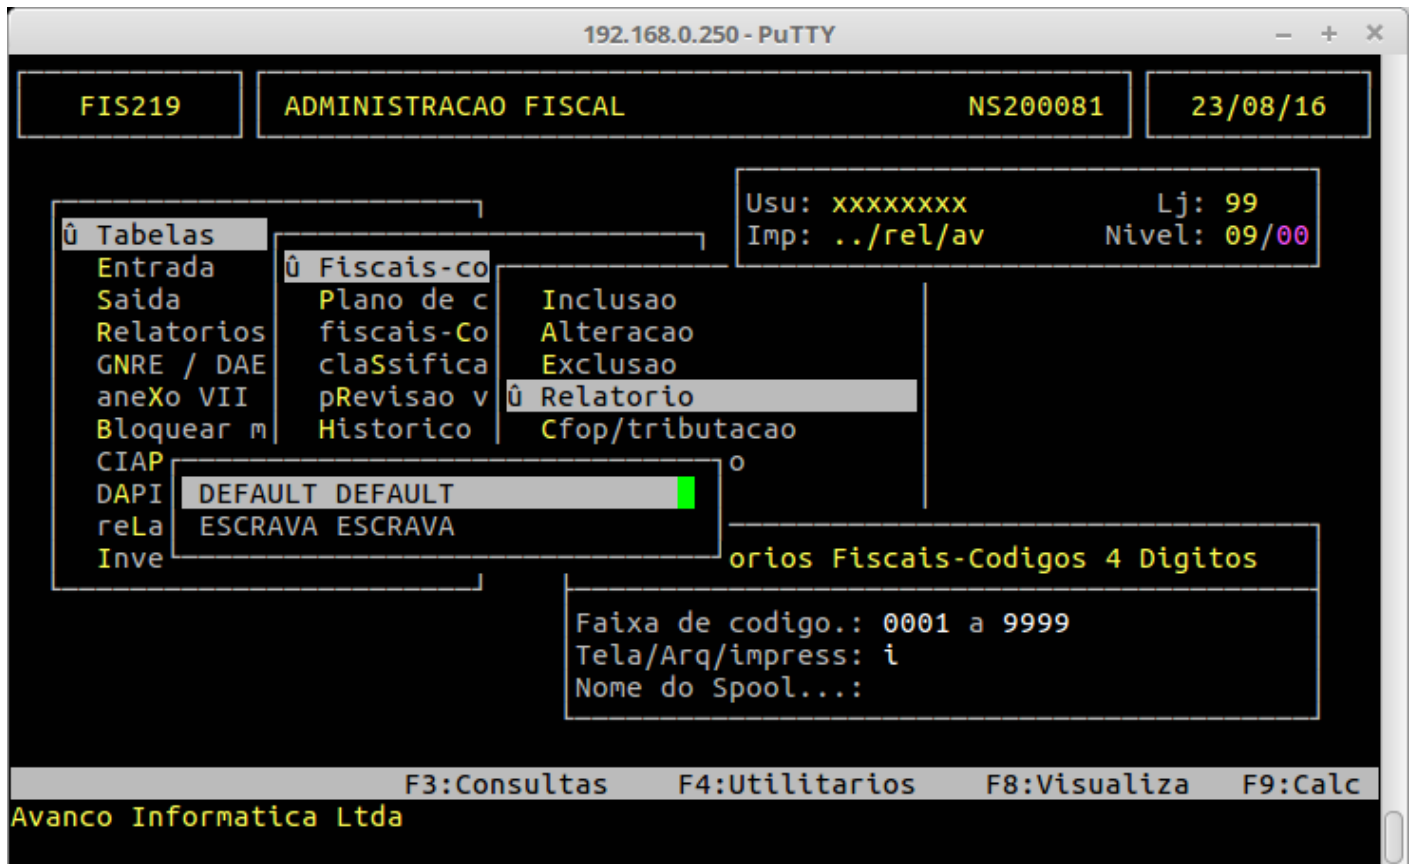 192.168.0.250 - PuTTY
FIS219 ADMINISTRACAO FISCAL NS200081 23/08/16
Usu: xxxxxxxx Lj: 99
Imp: ../rel/av Nivel: 09/00
û Tabelas
Entrada
Saida
Relatorios
GNRE / DAE
aneXo VII
Bloquear m
CIAP
DAPI
reLa
Inve
û Fiscais-co
Plano de c
fiscais-Co
claSsifica
pRevisao v
Historico
Inclusao
Alteracao
Exclusao
û Relatorio
Cfop/tributacao
o
DEFAULT DEFAULT
ESCRAVA ESCRAVA
orios Fiscais-Codigos 4 Digitos
Faixa de codigo.: 0001 a 9999
Tela/Arq/impress: i
Nome do Spool...:
F3:Consultas F4:Utilitarios F8:Visualiza F9:Calc
Avanco Informatica Ltda